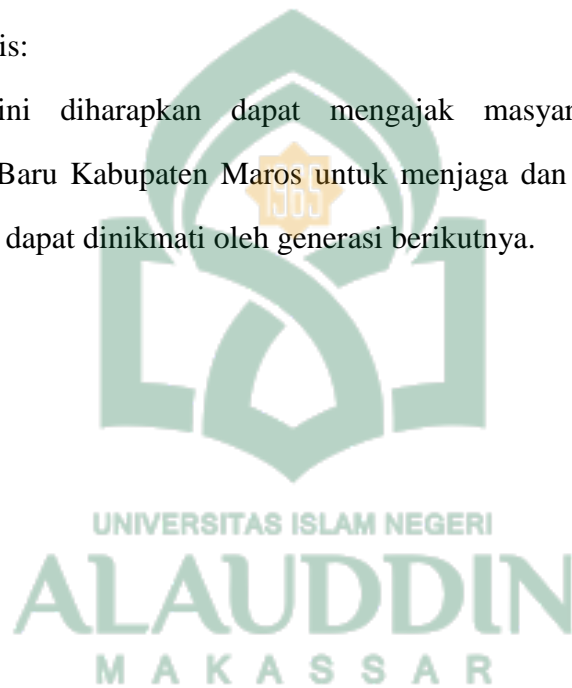 is:
ini diharapkan dapat mengajak masyar
Baru Kabupaten Maros untuk menjaga dan
dapat dinikmati oleh generasi berikutnya.
1965
UNIVERSITAS ISLAM NEGERI
ALAUDDIN
MAKASSAR